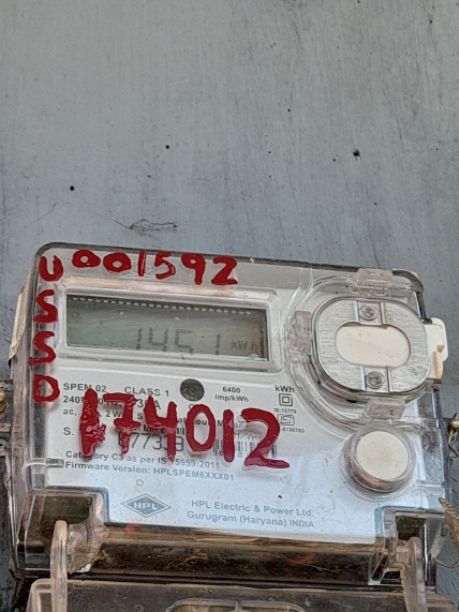 U001592
S
S
D
1451 kWh
SPEM 02 CLASS 1
6400
imp/kWh
kWh
174012
Category C3 as per IS 15959:2011
Firmware Version: HPLSPEM6XXX01
HPL
HPL Electric & Power Ltd.
Gurugram (Haryana) INDIA